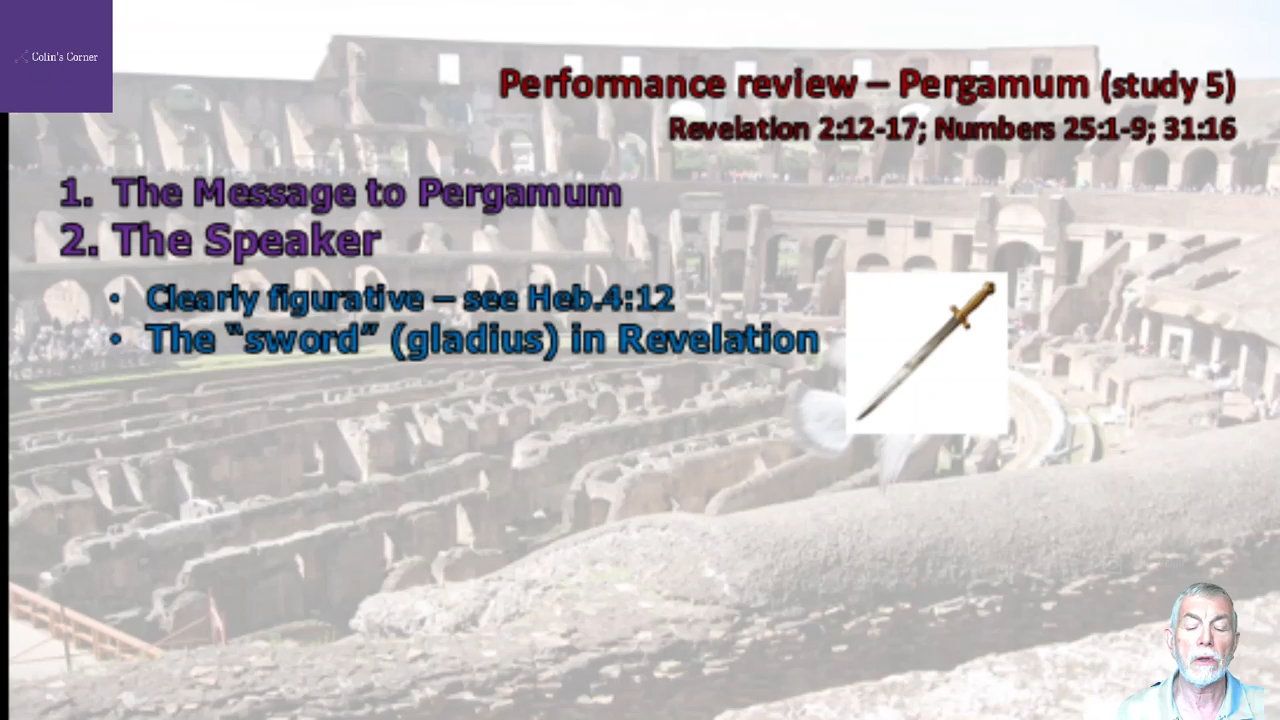 Colin's Corner
Performance review – Pergamum (study 5)
Revelation 2:12-17; Numbers 25:1-9; 31:16
1. The Message to Pergamum
2. The Speaker
• Clearly figurative – see Heb.4:12
• The “sword” (gladius) in Revelation